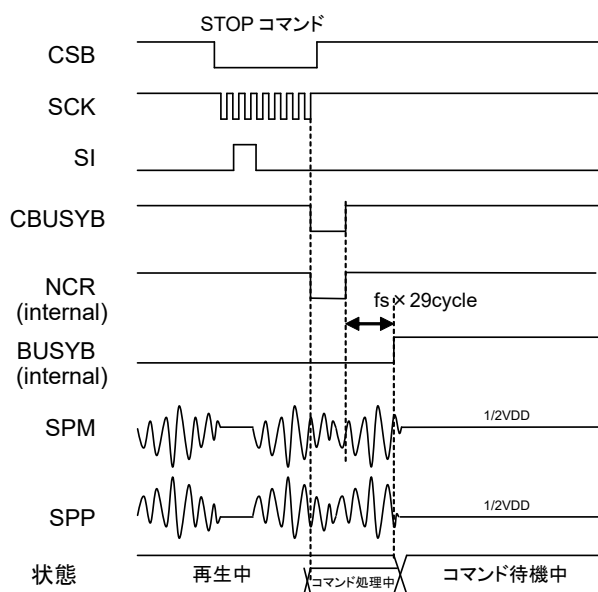 STOP コマンド
CSB
SCK
SI
CBUSYB
NCR
(internal)
fs×29cycle
BUSYB
(internal)
SPM
1/2VDD
SPP
1/2VDD
状態
再生中
コマンド処理中
コマンド待機中